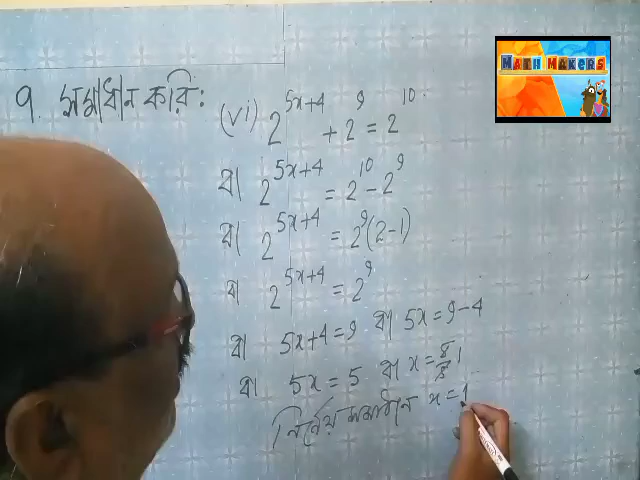 MATH MAKERS
9. সমাধান করি :
(vi) 2^{5x+4} + 2^9 = 2^{10}
বা 2^{5x+4} = 2^{10} - 2^9
বা 2^{5x+4} = 2^9(2-1)
বা 2^{5x+4} = 2^9
বা 5x+4 = 9 বা 5x = 9-4
বা 5x = 5 বা x = 5/5 1
নির্ণেয় সমাধান x = 1